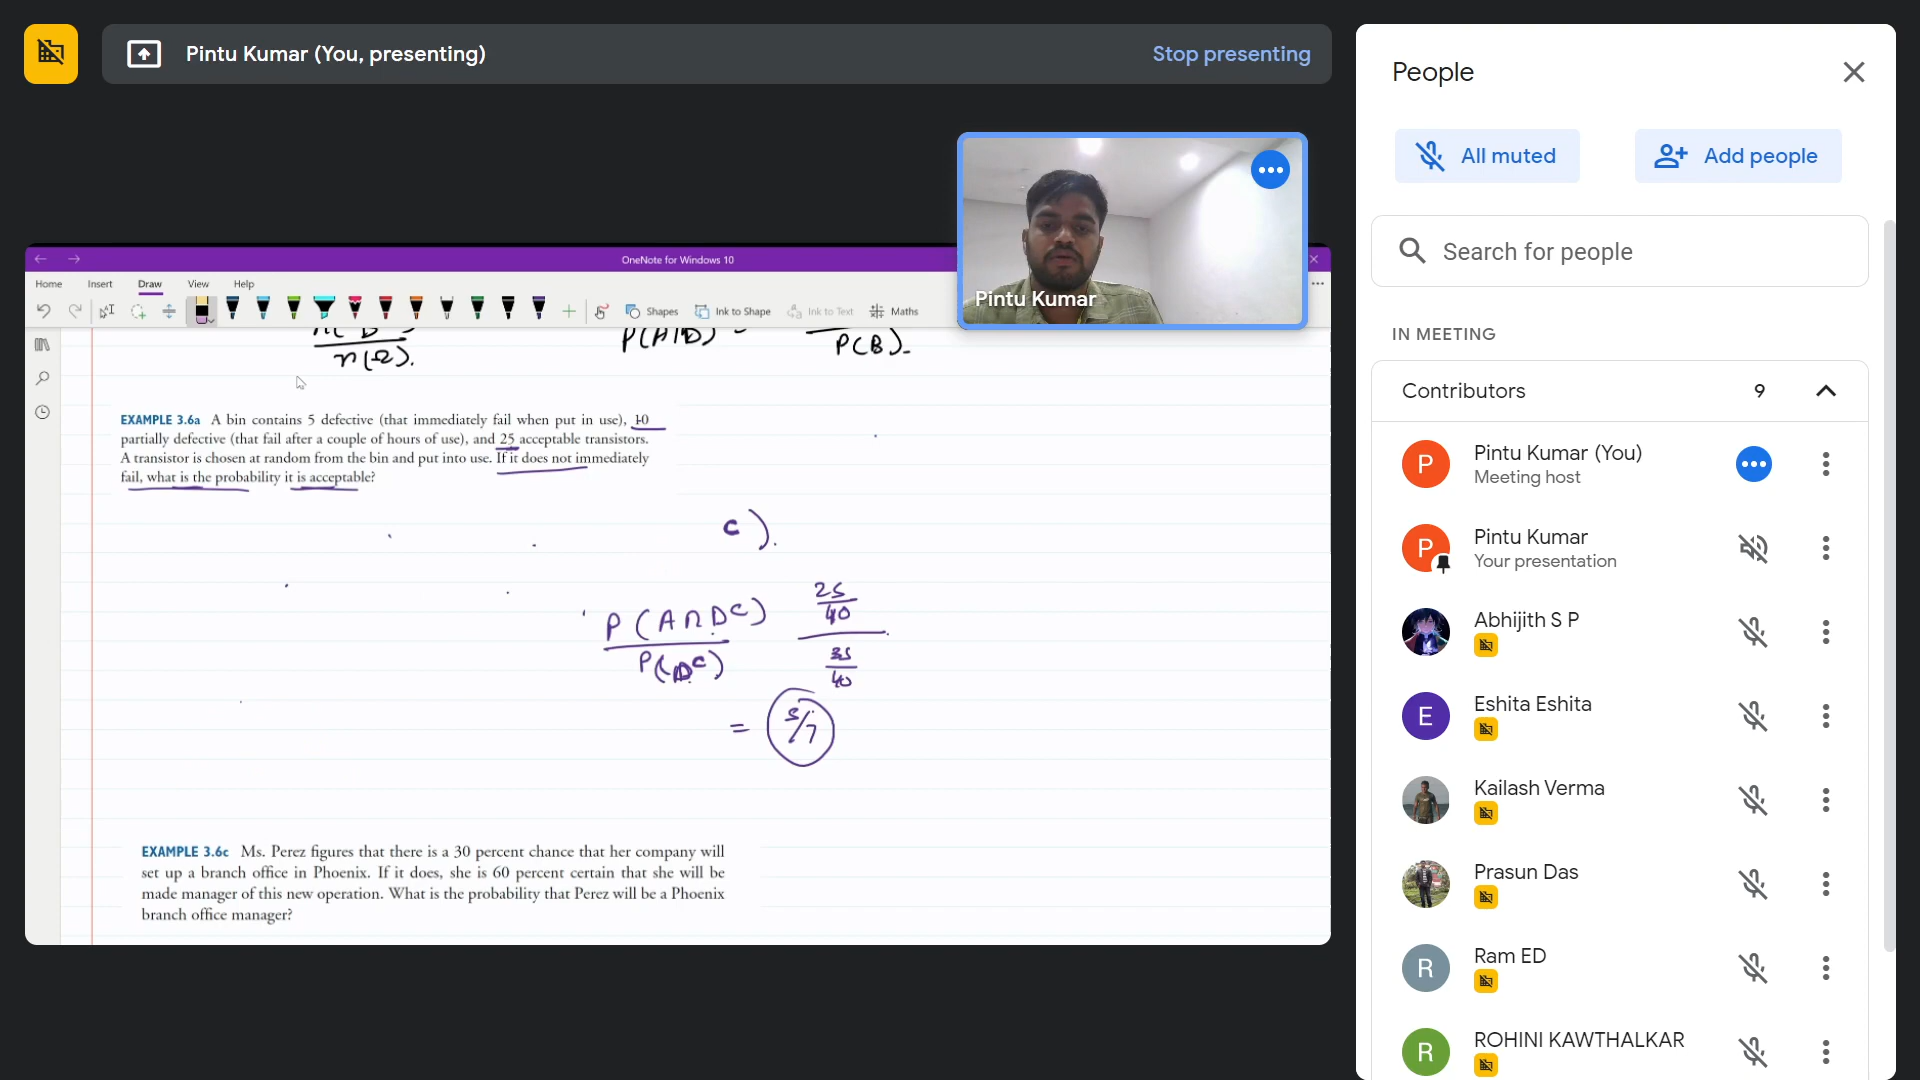 Pintu Kumar (You, presenting)
Stop presenting
Pintu Kumar
OneNote for Windows 10
Home Insert Draw View Help
Shapes Ink to Shape Ink to Text Maths
n(Ω).
P(A|B) =
P(B)
EXAMPLE 3.6a A bin contains 5 defective (that immediately fail when put in use), 10
partially defective (that fail after a couple of hours of use), and 25 acceptable transistors.
A transistor is chosen at random from the bin and put into use. If it does not immediately
fail, what is the probability it is acceptable?
c).
P(A∩Dᶜ)
P(Dᶜ)
25
40
35
40
= 5/7
EXAMPLE 3.6c Ms. Perez figures that there is a 30 percent chance that her company will
set up a branch office in Phoenix. If it does, she is 60 percent certain that she will be
made manager of this new operation. What is the probability that Perez will be a Phoenix
branch office manager?
People
All muted
Add people
Search for people
IN MEETING
Contributors 9
P
Pintu Kumar (You)
Meeting host
P
Pintu Kumar
Your presentation
Abhijith S P
E
Eshita Eshita
Kailash Verma
Prasun Das
R
Ram ED
R
ROHINI KAWTHALKAR